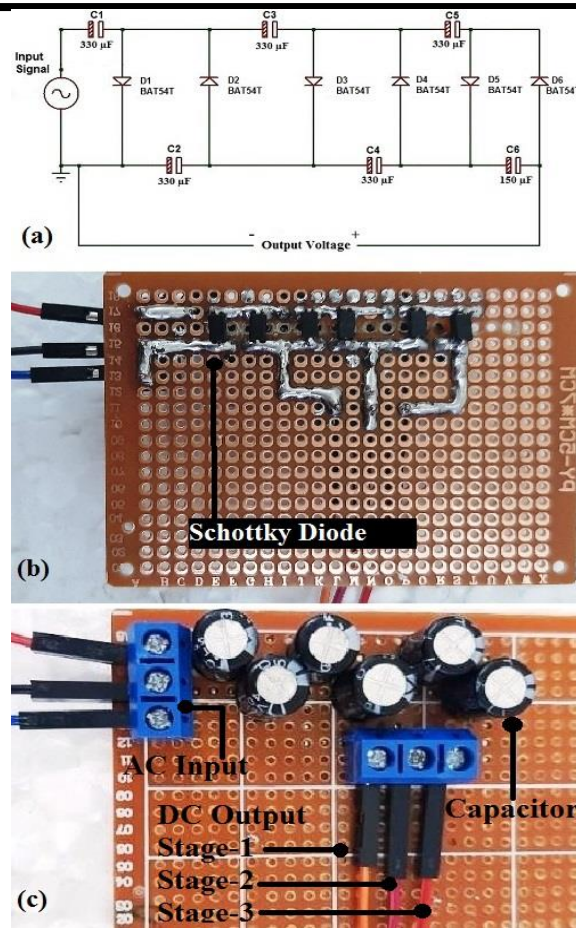 C1
C3
C5
330 µF
330 µF
330 µF
Input
Signal
D1
BAT54T
D2
BAT54T
D3
BAT54T
D4
BAT54T
D5
BAT54T
D6
BAT54T
C2
C4
C6
330 µF
330 µF
150 µF
(a)
- +
Output Voltage
Schottky Diode
(b)
AC Input
DC Output
Capacitor
Stage-1
Stage-2
Stage-3
(c)